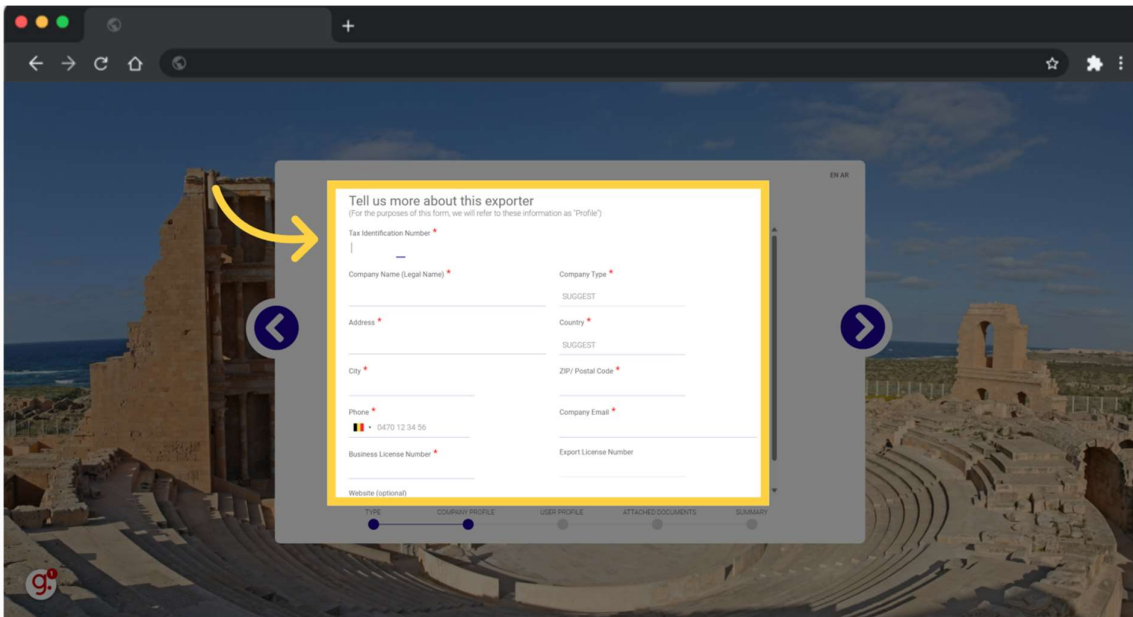 EN AR
Tell us more about this exporter
(For the purposes of this form, we will refer to these information as "Profile")
Tax Identification Number *
Company Name (Legal Name) *
Company Type *
SUGGEST
Address *
Country *
SUGGEST
City *
ZIP/ Postal Code *
Phone *
0470 12 34 56
Company Email *
Business License Number *
Export License Number
Website (optional)
TYPE COMPANY PROFILE USER PROFILE ATTACHED DOCUMENTS SUMMARY
g. 1